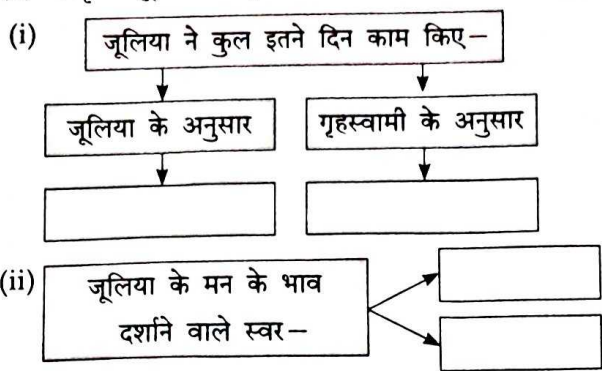 (i)
जूलिया ने कुल इतने दिन काम किए—
जूलिया के अनुसार
गृहस्वामी के अनुसार
(ii)
जूलिया के मन के भाव
दर्शाने वाले स्वर—